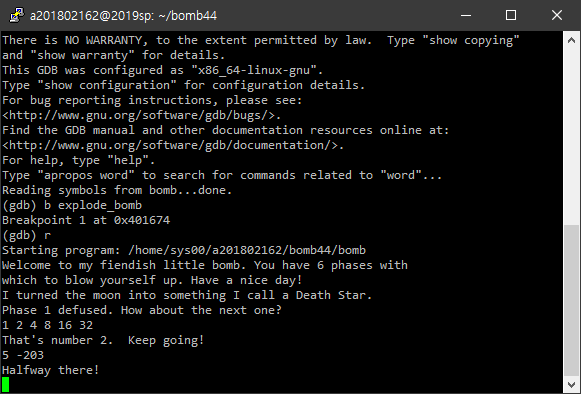 a201802162@2019sp: ~/bomb44
There is NO WARRANTY, to the extent permitted by law.  Type "show copying"
and "show warranty" for details.
This GDB was configured as "x86_64-linux-gnu".
Type "show configuration" for configuration details.
For bug reporting instructions, please see:
<http://www.gnu.org/software/gdb/bugs/>.
Find the GDB manual and other documentation resources online at:
<http://www.gnu.org/software/gdb/documentation/>.
For help, type "help".
Type "apropos word" to search for commands related to "word"...
Reading symbols from bomb...done.
(gdb) b explode_bomb
Breakpoint 1 at 0x401674
(gdb) r
Starting program: /home/sys00/a201802162/bomb44/bomb
Welcome to my fiendish little bomb. You have 6 phases with
which to blow yourself up. Have a nice day!
I turned the moon into something I call a Death Star.
Phase 1 defused. How about the next one?
1 2 4 8 16 32
That's number 2.  Keep going!
5 -203
Halfway there!